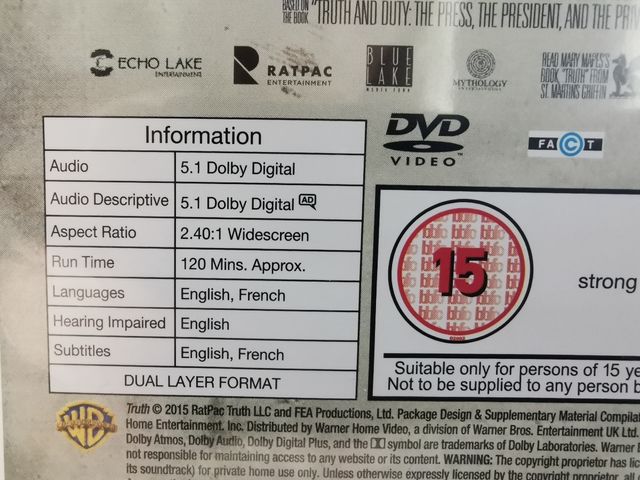 BASED ON
THE BOOK "TRUTH AND DUTY: THE PRESS, THE PRESIDENT, AND THE
ECHO LAKE
ENTERTAINMENT
RATPAC
ENTERTAINMENT
BLUE
LAKE
MEDIA FUND
MYTHOLOGY
ENTERTAINMENT
READ MARY MAPES'S
BOOK "TRUTH" FROM
ST. MARTIN'S GRIFFIN
DVD
VIDEO
FACT
Information
Audio 5.1 Dolby Digital
Audio Descriptive 5.1 Dolby Digital AD
Aspect Ratio 2.40:1 Widescreen
Run Time 120 Mins. Approx.
Languages English, French
Hearing Impaired English
Subtitles English, French
DUAL LAYER FORMAT
bbfc
15
strong
Suitable only for persons of 15
Not to be supplied to any person
WB
Truth © 2015 RatPac Truth LLC and FEA Productions, Ltd. Package Design & Supplementary Material
Home Entertainment. Inc. Distributed by Warner Home Video, a division of Warner Bros. Entertainment UK Ltd.
Dolby Atmos, Dolby Audio, Dolby Digital Plus, and the symbol are trademarks of Dolby Laboratories. Warner
not responsible for maintaining access to any website or its content. WARNING: The copyright proprietor has
its soundtrack) for private home use only. Unless otherwise expressly licensed by the copyright proprietor, all